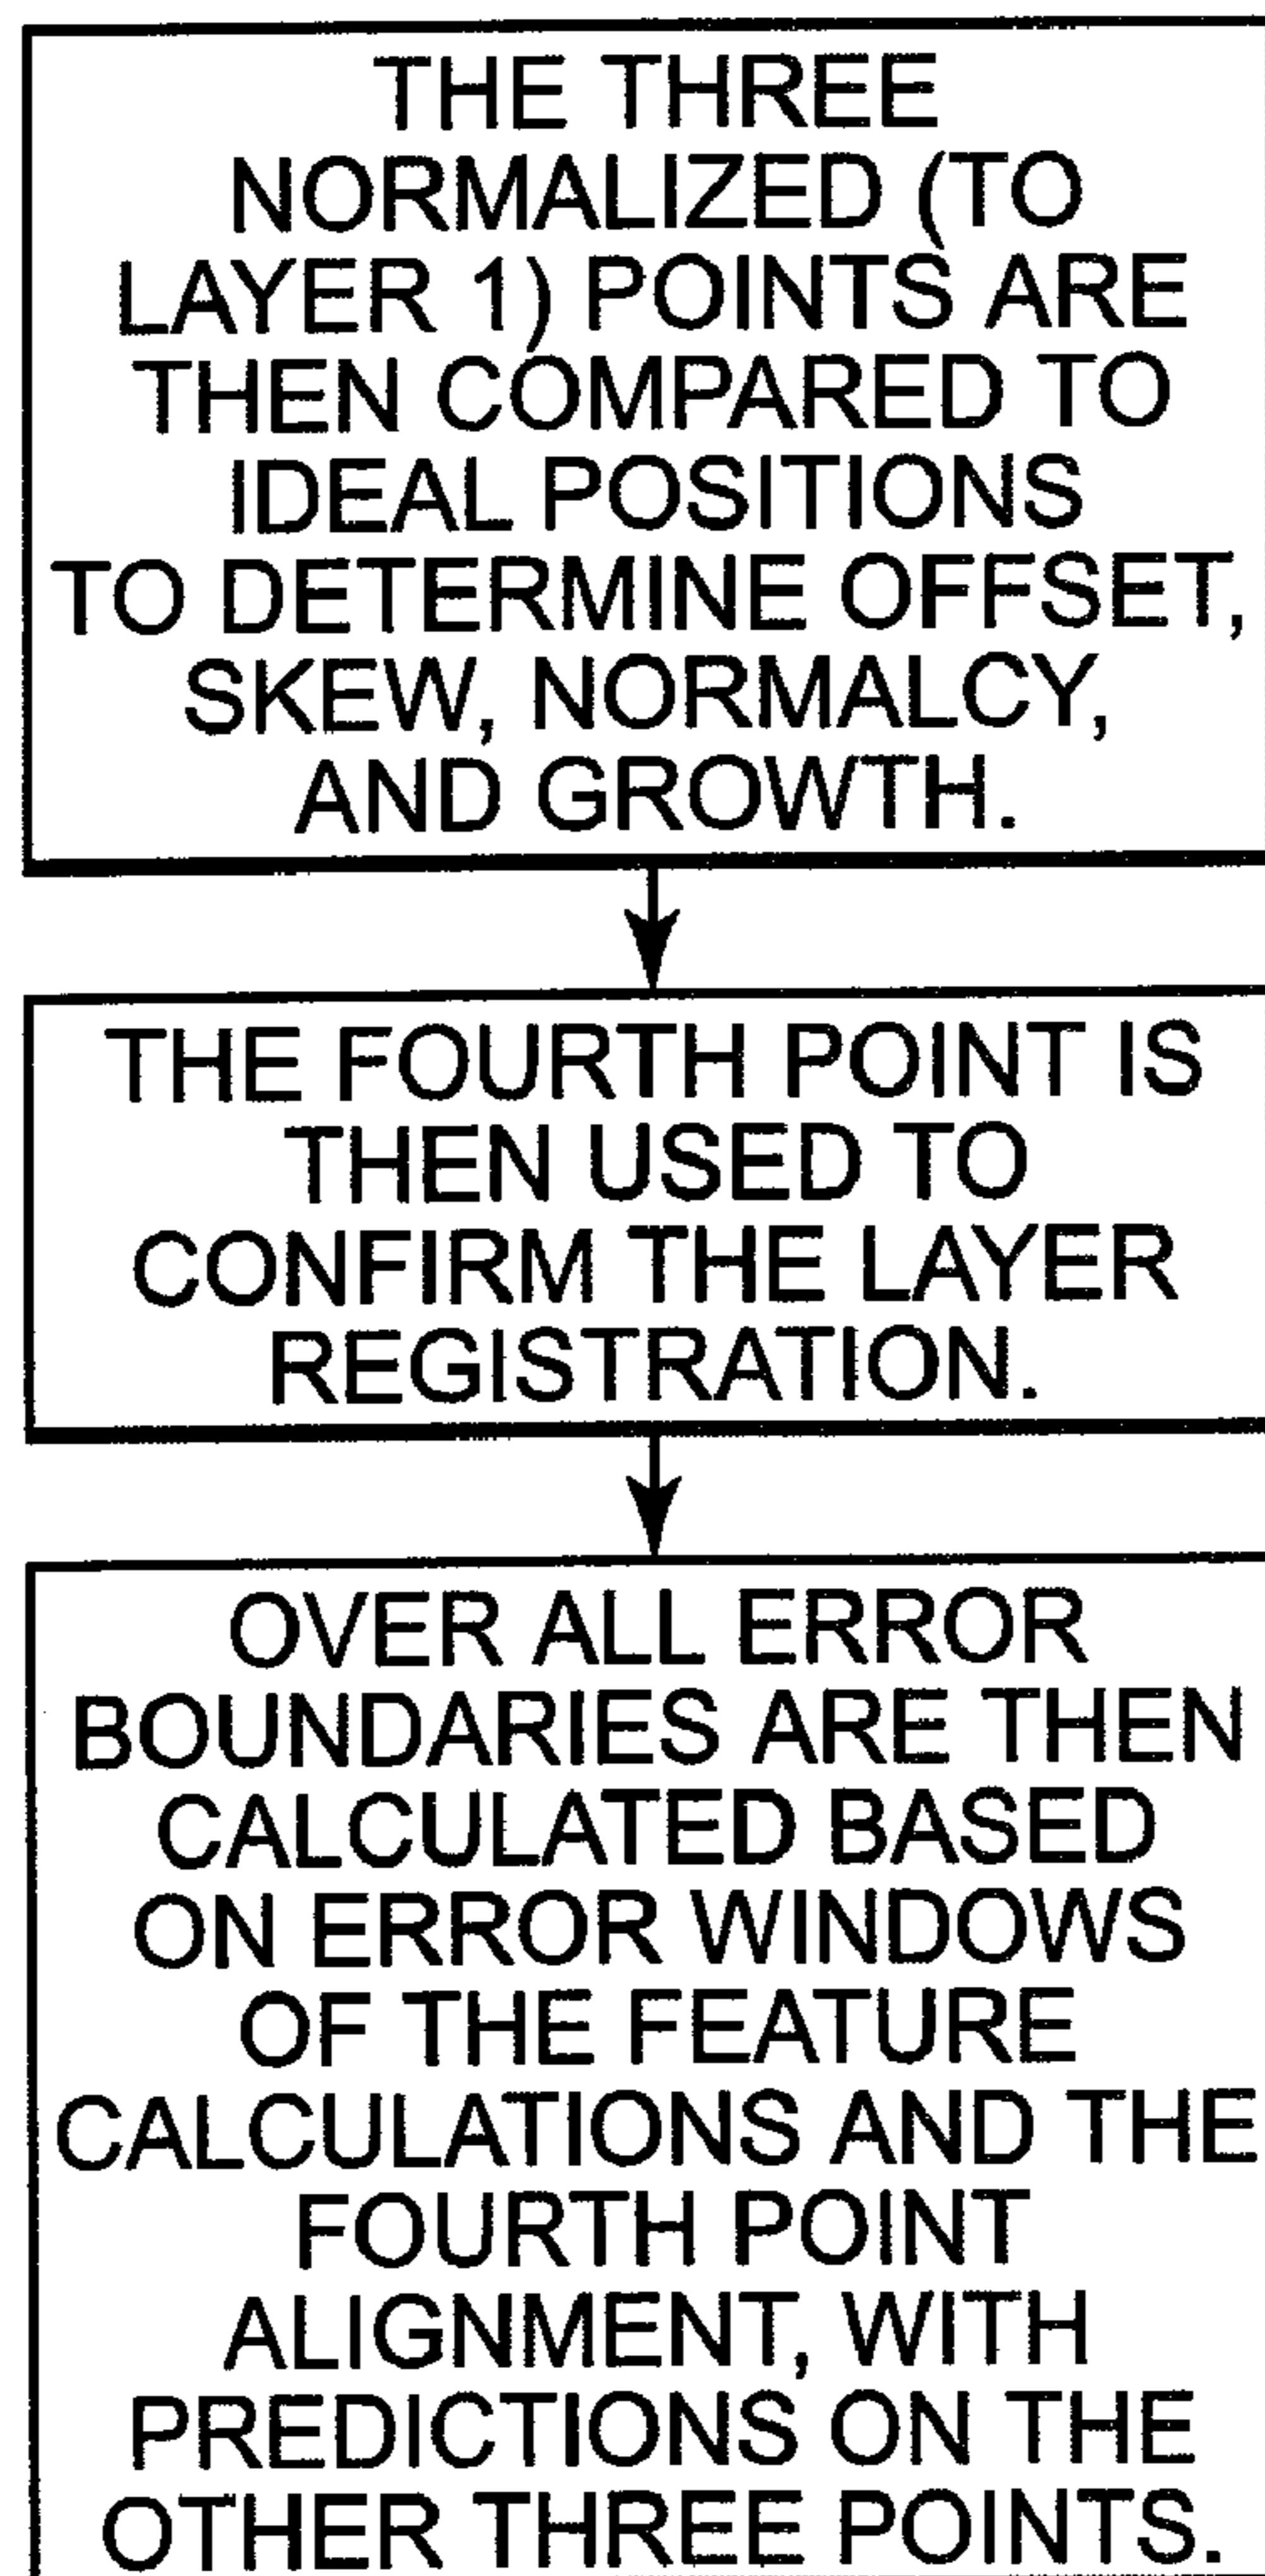 THE THREE
NORMALIZED (TO
LAYER 1) POINTS ARE
THEN COMPARED TO
IDEAL POSITIONS
TO DETERMINE OFFSET,
SKEW, NORMALCY,
AND GROWTH.
THE FOURTH POINT IS
THEN USED TO
CONFIRM THE LAYER
REGISTRATION.
OVER ALL ERROR
BOUNDARIES ARE THEN
CALCULATED BASED
ON ERROR WINDOWS
OF THE FEATURE
CALCULATIONS AND THE
FOURTH POINT
ALIGNMENT, WITH
PREDICTIONS ON THE
OTHER THREE POINTS.